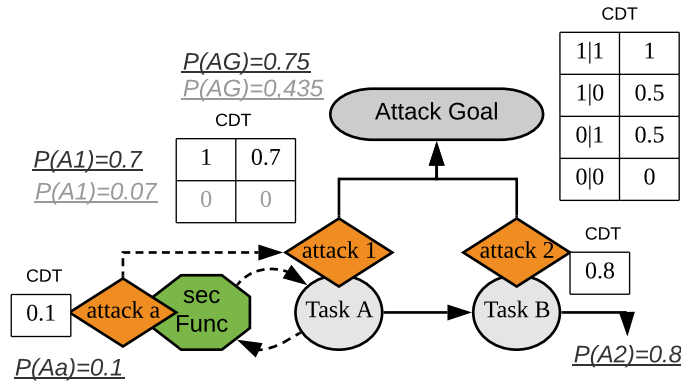 CDT
1|1 1
1|0 0.5
0|1 0.5
0|0 0
P(AG)=0.75
P(AG)=0,435
Attack Goal
CDT
1 0.7
0 0
P(A1)=0.7
P(A1)=0.07
CDT
0.8
attack 1
attack 2
CDT
0.1
attack a
sec
Func
Task A
Task B
P(Aa)=0.1
P(A2)=0.8